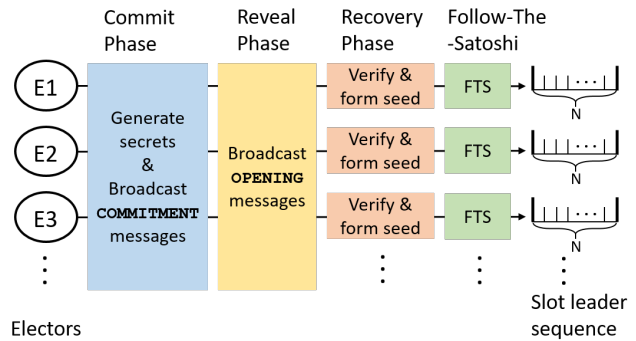 Commit
Phase
Reveal
Phase
Recovery
Phase
Follow-The
-Satoshi
E1
E2
E3
Generate
secrets
&
Broadcast
COMMITMENT
messages
Broadcast
OPENING
messages
Verify &
form seed
FTS
N
Verify &
form seed
FTS
N
Verify &
form seed
FTS
N
Electors
Slot leader
sequence